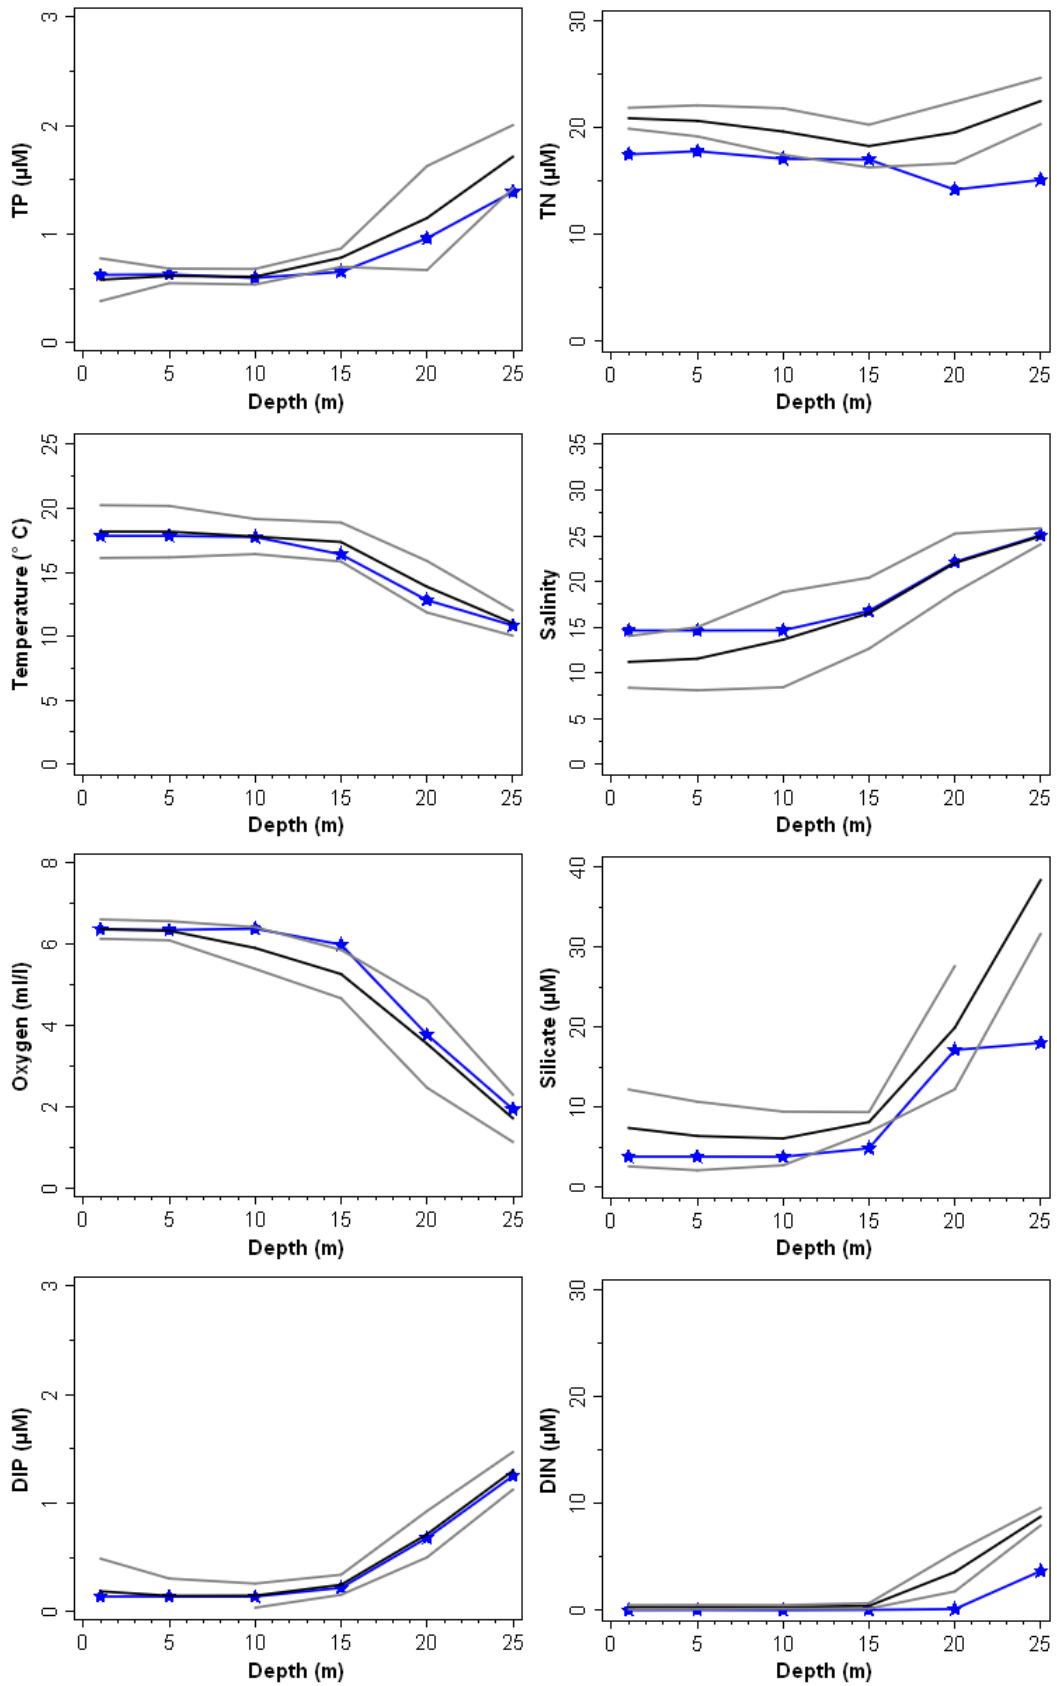 TP (µM)
3
2
1
0
0 5 10 15 20 25
Depth (m)
TN (µM)
30
20
10
0
0 5 10 15 20 25
Depth (m)
Temperature (° C)
25
20
15
10
5
0
0 5 10 15 20 25
Depth (m)
Salinity
35
30
25
20
15
10
5
0
0 5 10 15 20 25
Depth (m)
Oxygen (ml/l)
8
6
4
2
0
0 5 10 15 20 25
Depth (m)
Silicate (µM)
40
30
20
10
0
0 5 10 15 20 25
Depth (m)
DIP (µM)
3
2
1
0
0 5 10 15 20 25
Depth (m)
DIN (µM)
30
20
10
0
0 5 10 15 20 25
Depth (m)